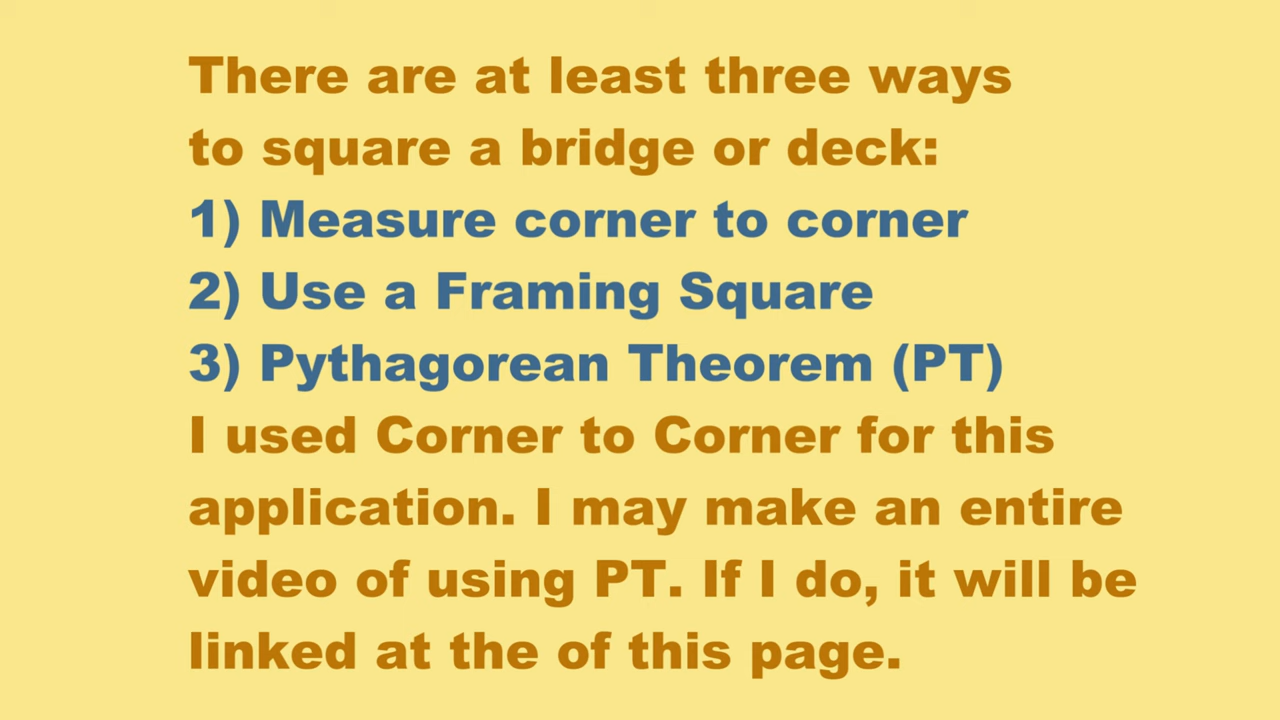 There are at least three ways
to square a bridge or deck:
1) Measure corner to corner
2) Use a Framing Square
3) Pythagorean Theorem (PT)
I used Corner to Corner for this
application. I may make an entire
video of using PT. If I do, it will be
linked at the of this page.